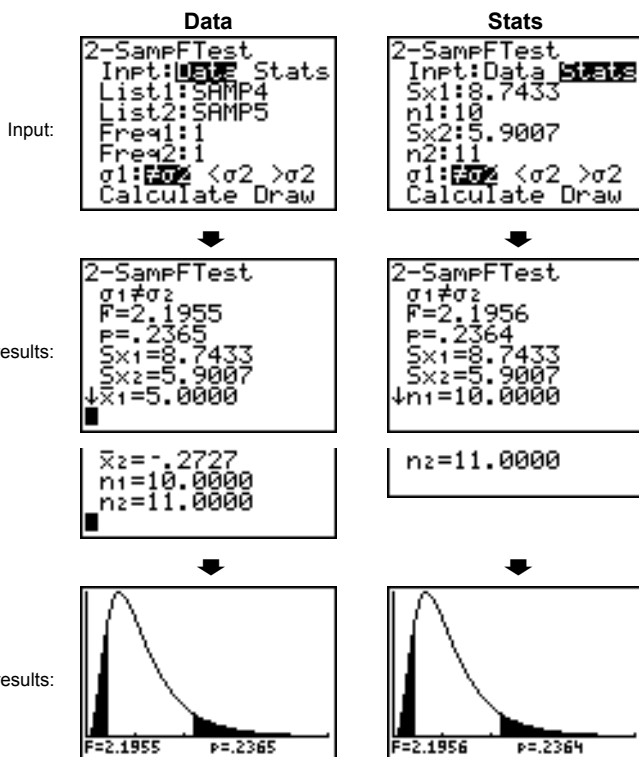 Data
Stats
Input:
2-SampFTest
Inpt:Data Stats
List1:SAMP4
List2:SAMP5
Freq1:1
Freq2:1
σ1:≠σ2 <σ2 >σ2
Calculate Draw
2-SampFTest
Inpt:Data Stats
Sx1:8.7433
n1:10
Sx2:5.9007
n2:11
σ1:≠σ2 <σ2 >σ2
Calculate Draw
esults:
2-SampFTest
σ1≠σ2
F=2.1955
p=.2365
Sx1=8.7433
Sx2=5.9007
↓x̄1=5.0000
x̄2=-.2727
n1=10.0000
n2=11.0000
2-SampFTest
σ1≠σ2
F=2.1956
p=.2364
Sx1=8.7433
Sx2=5.9007
↓n1=10.0000
n2=11.0000
esults:
F=2.1955 p=.2365
F=2.1956 p=.2364